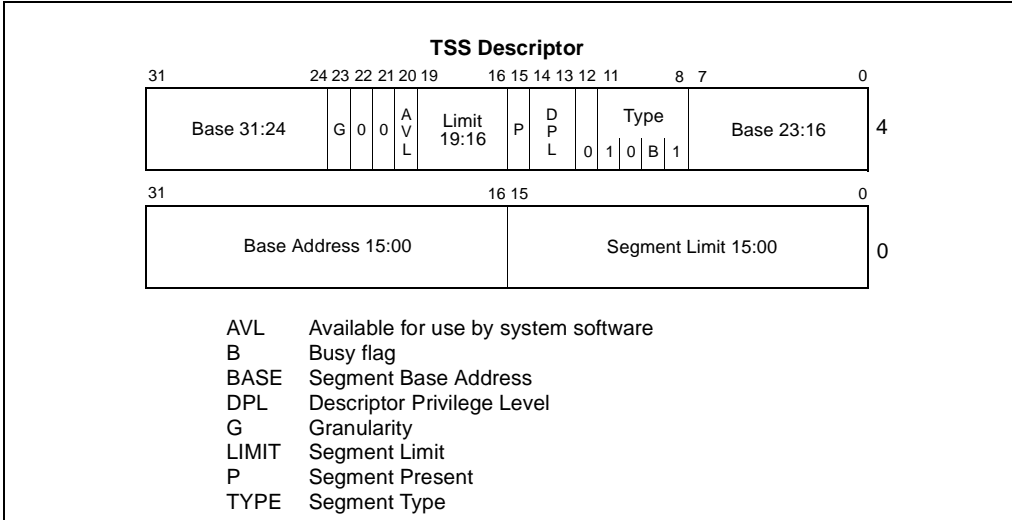 TSS Descriptor
31 24 23 22 21 20 19 16 15 14 13 12 11 8 7 0
Base 31:24 G 0 0 AVL Limit 19:16 P DPL 0 Type 1 0 B 1 Base 23:16 4
31 16 15 0
Base Address 15:00 Segment Limit 15:00 0
AVL Available for use by system software
B Busy flag
BASE Segment Base Address
DPL Descriptor Privilege Level
G Granularity
LIMIT Segment Limit
P Segment Present
TYPE Segment Type